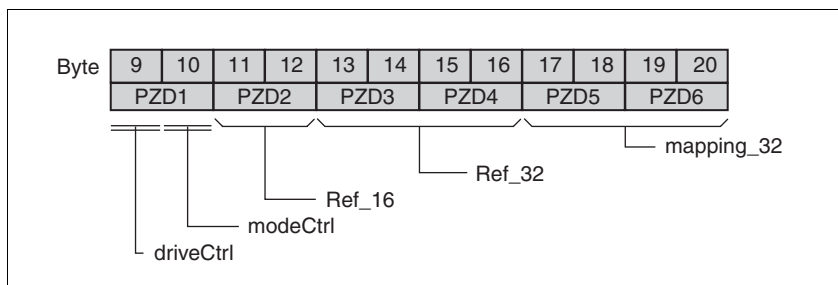 Byte 9 10 11 12 13 14 15 16 17 18 19 20
PZD1 PZD2 PZD3 PZD4 PZD5 PZD6
mapping_32
Ref_32
Ref_16
modeCtrl
driveCtrl